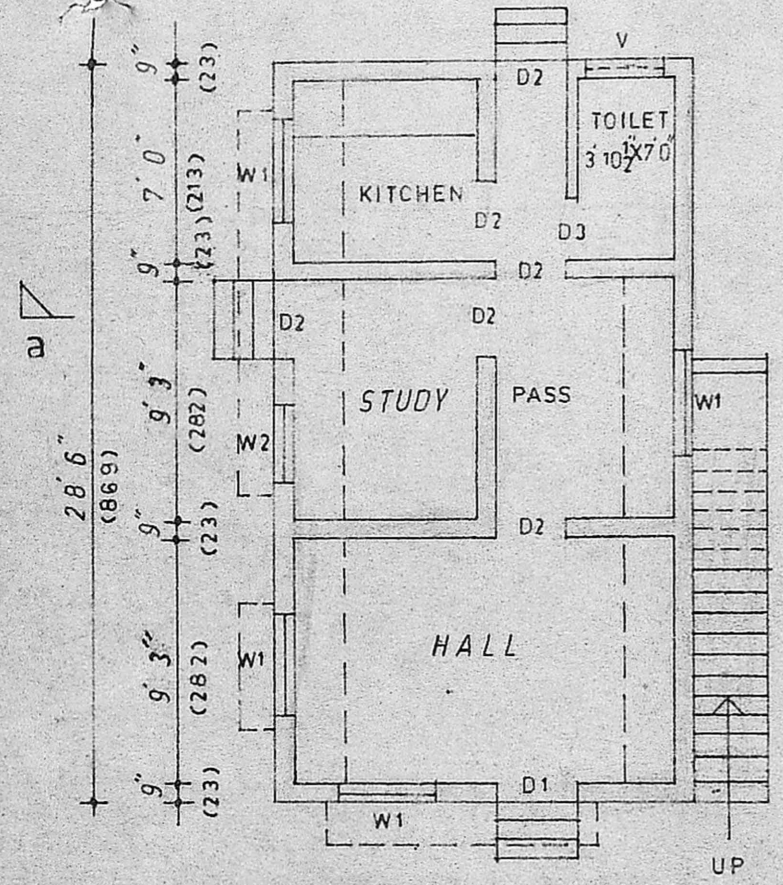 V
D2
TOILET
3' 10½"X7'0"
9"
(23)
7' 0"
(213)
W1
KITCHEN
D2
D3
9"
(23)
D2
a
D2
D2
9' 3"
(282)
STUDY
PASS
W1
W2
28' 6"
(869)
9"
(23)
D2
9' 3"
(282)
W1
HALL
9"
(23)
D1
W1
UP